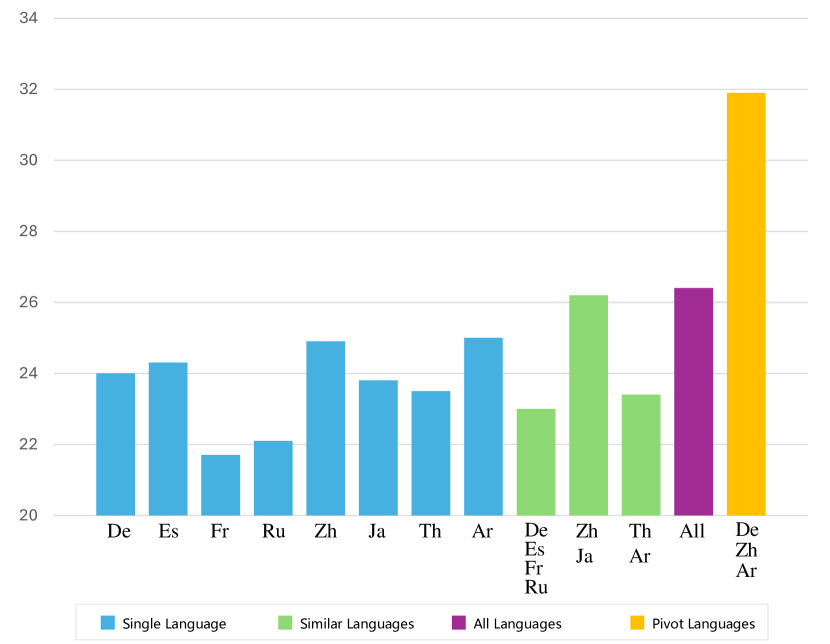 34
32
30
28
26
24
22
20
De Es Fr Ru Zh Ja Th Ar De Zh Th All De
Es Ja Ar Zh
Fr Ar
Ru
Single Language Similar Languages All Languages Pivot Languages